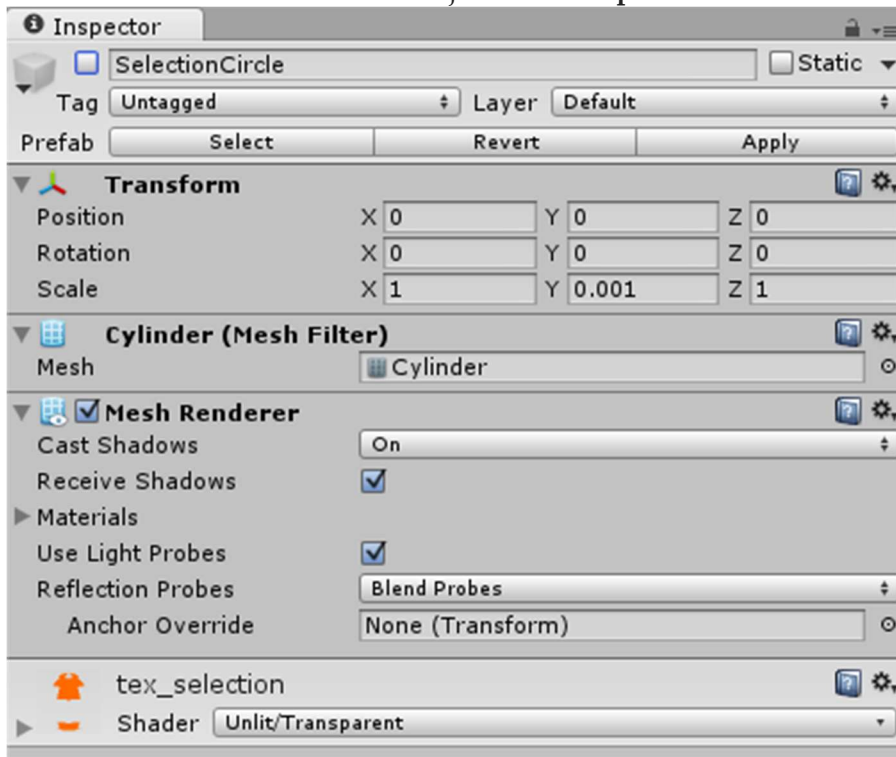 Inspector
SelectionCircle Static
Tag Untagged Layer Default
Prefab Select Revert Apply
Transform
Position X 0 Y 0 Z 0
Rotation X 0 Y 0 Z 0
Scale X 1 Y 0.001 Z 1
Cylinder (Mesh Filter)
Mesh Cylinder
Mesh Renderer
Cast Shadows On
Receive Shadows
Materials
Use Light Probes
Reflection Probes Blend Probes
Anchor Override None (Transform)
tex_selection
Shader Unlit/Transparent